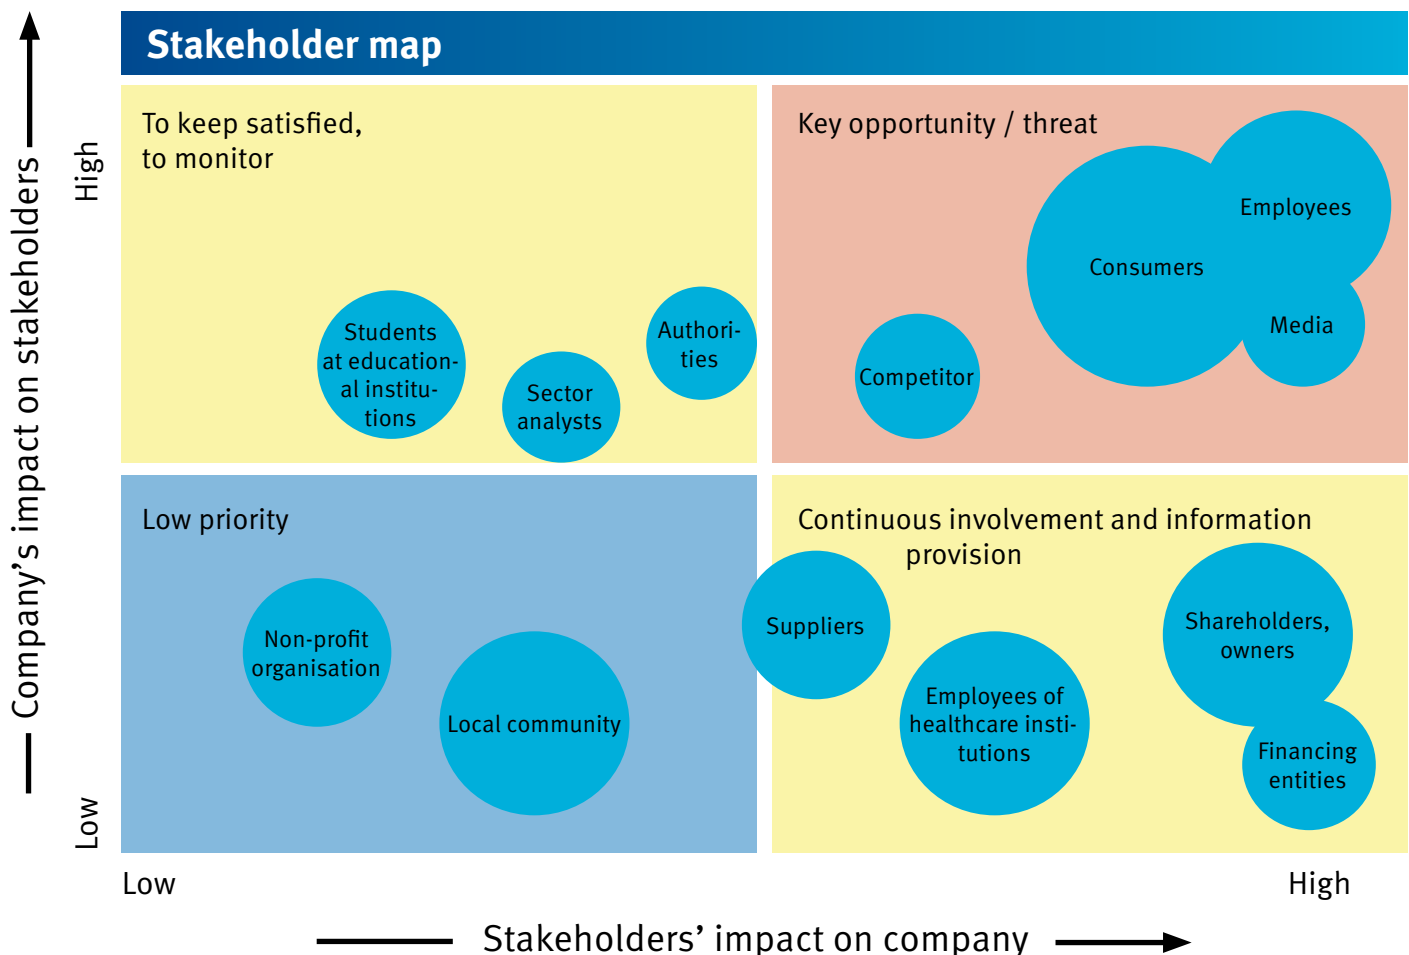 Stakeholder map
Company's impact on stakeholders
High
Low
To keep satisfied,
to monitor
Students
at education-
al institu-
tions
Sector
analysts
Authori-
ties
Key opportunity / threat
Employees
Consumers
Media
Competitor
Low priority
Non-profit
organisation
Local community
Continuous involvement and information
provision
Suppliers
Employees of
healthcare insti-
tutions
Shareholders,
owners
Financing
entities
Low
High
Stakeholders’ impact on company